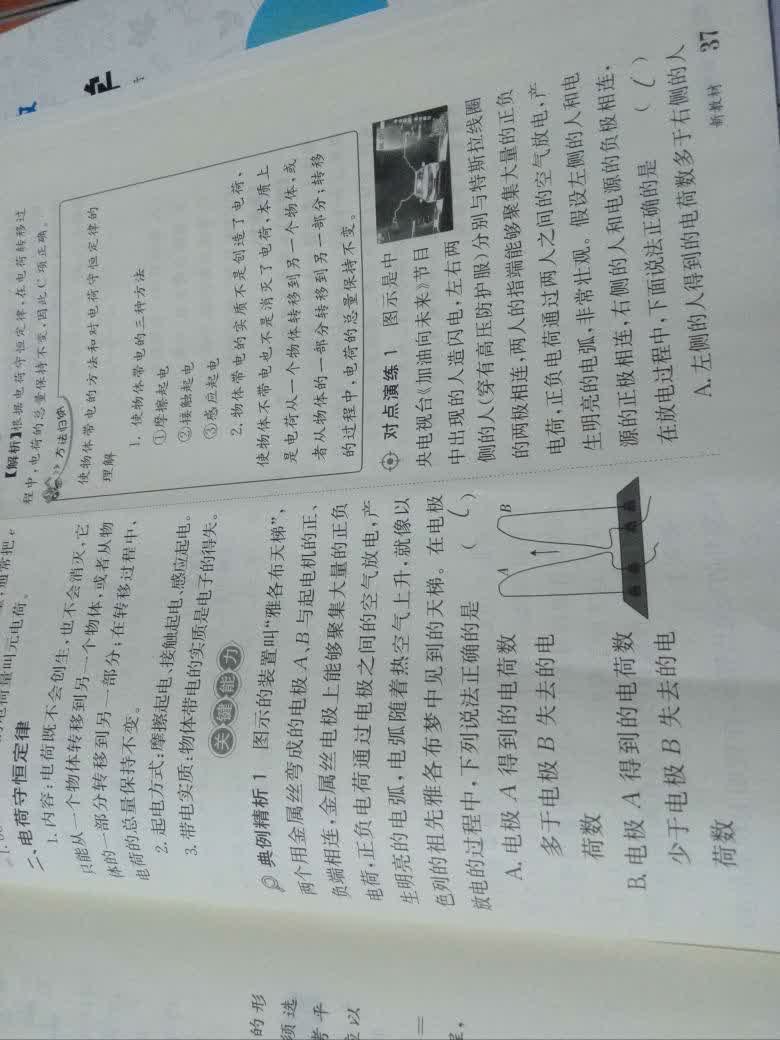 二、电荷守恒定律
1. 内容:电荷既不会创生,也不会消灭,它
只能从一个物体转移到另一个物体,或者从物
体的一部分转移到另一部分;在转移过程中,
电荷的总量保持不变。
2. 起电方式:摩擦起电、接触起电、感应起电。
3. 带电实质:物体带电的实质是电子的得失。
关键能力
典例精析 1 图示的装置叫“雅各布天梯”,
两个用金属丝弯成的电极 A、B 与起电机的正、
负端相连,金属丝电极上能够聚集大量的正负
电荷,正负电荷通过电极之间的空气放电,产
生明亮的电弧,电弧随着热空气上升,就像以
色列的祖先雅各布梦中见到的天梯。在电极
放电的过程中,下列说法正确的是 ( C )
A. 电极 A 得到的电荷数
多于电极 B 失去的电
荷数
B. 电极 A 得到的电荷数
少于电极 B 失去的电
荷数
A
B
【解析】根据电荷守恒定律,在电荷转移过
程中,电荷的总量保持不变,因此 C 项正确。
方法归纳
使物体带电的方法和对电荷守恒定律的
理解
1. 使物体带电的三种方法
①摩擦起电
②接触起电
③感应起电
2. 物体带电的实质不是创造了电荷,
使物体不带电也不是消灭了电荷,本质上
是电荷从一个物体转移到另一个物体,或
者从物体的一部分转移到另一部分;转移
的过程中,电荷的总量保持不变。
对点演练 1 图示是中
央电视台《加油向未来》节目
中出现的人造闪电,左右两
侧的人(穿有高压防护服)分别与特斯拉线圈
的两极相连,两人的指端能够聚集大量的正负
电荷,正负电荷通过两人之间的空气放电,产
生明亮的电弧,非常壮观。假设左侧的人和电
源的正极相连,右侧的人和电源的负极相连,
在放电过程中,下面说法正确的是 ( C )
A. 左侧的人得到的电荷数多于右侧的人
新教材 37
的形
须选
考平
以